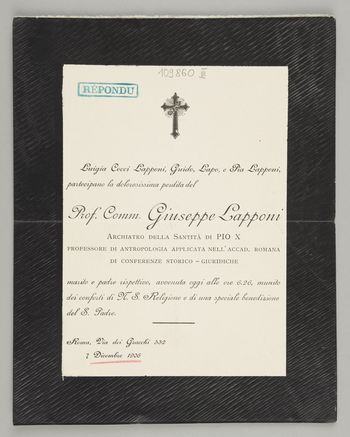 109860 III
RÉPONDU
Luigia Cocci Lapponi, Guido, Lapo, e Pia Lapponi,
partecipano la dolorosissima perdita del
Prof. Comm. Giuseppe Lapponi
Archiatro della Santità di PIO X
professore di antropologia applicata nell'accad. romana
di conferenze storico - giuridiche
marito e padre rispettivo, avvenuta oggi alle ore 6.26, munito
dei conforti di N. S. Religione e di una speciale benedizione
del S. Padre.
Roma, Via dei Gracchi 332
7 Dicembre 1906